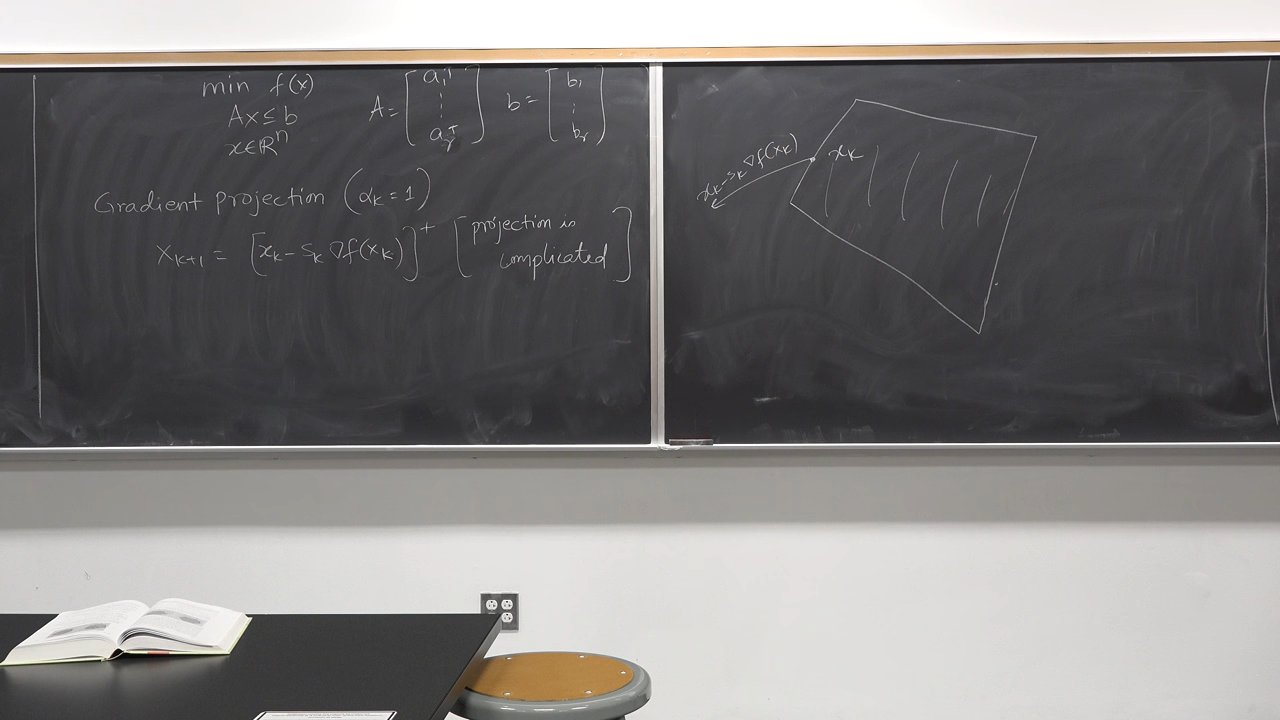 min f(x)
Ax ≤ b
x∈ℝⁿ
A = [a₁ᵀ ⋮ aᵣᵀ] b = [b₁ ⋮ bᵣ]
Gradient projection (αₖ = 1)
xₖ₊₁ = [xₖ - sₖ ∇f(xₖ)]⁺ [projection is
complicated]
xₖ - sₖ ∇f(xₖ)
xₖ